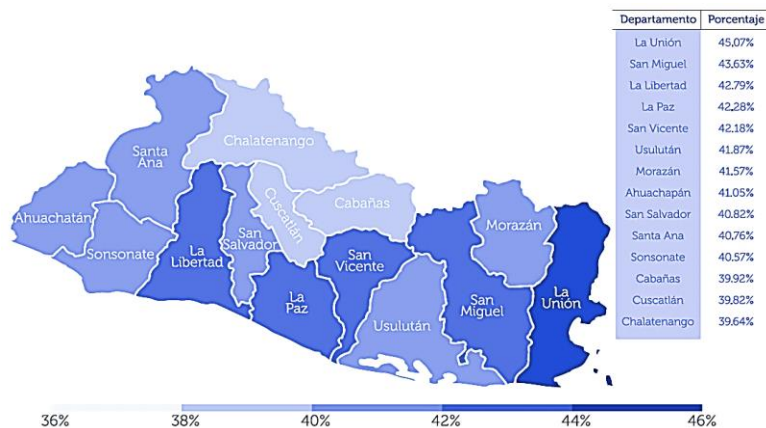 Departamento Porcentaje
La Unión 45,07%
San Miguel 43,63%
La Libertad 42.79%
La Paz 42.28%
San Vicente 42.18%
Usulután 41.87%
Morazán 41.57%
Ahuachapán 41.05%
San Salvador 40.82%
Santa Ana 40,76%
Sonsonate 40.57%
Cabañas 39.92%
Cuscatlán 39.82%
Chalatenango 39.64%
Chalatenango
Santa
Ana
Cuscatlán
Cabañas
Ahuachatán
Sonsonate
La
Libertad
San
Salvador
La
Paz
San
Vicente
Usulután
San
Miguel
Morazán
La
Unión
36% 38% 40% 42% 44% 46%